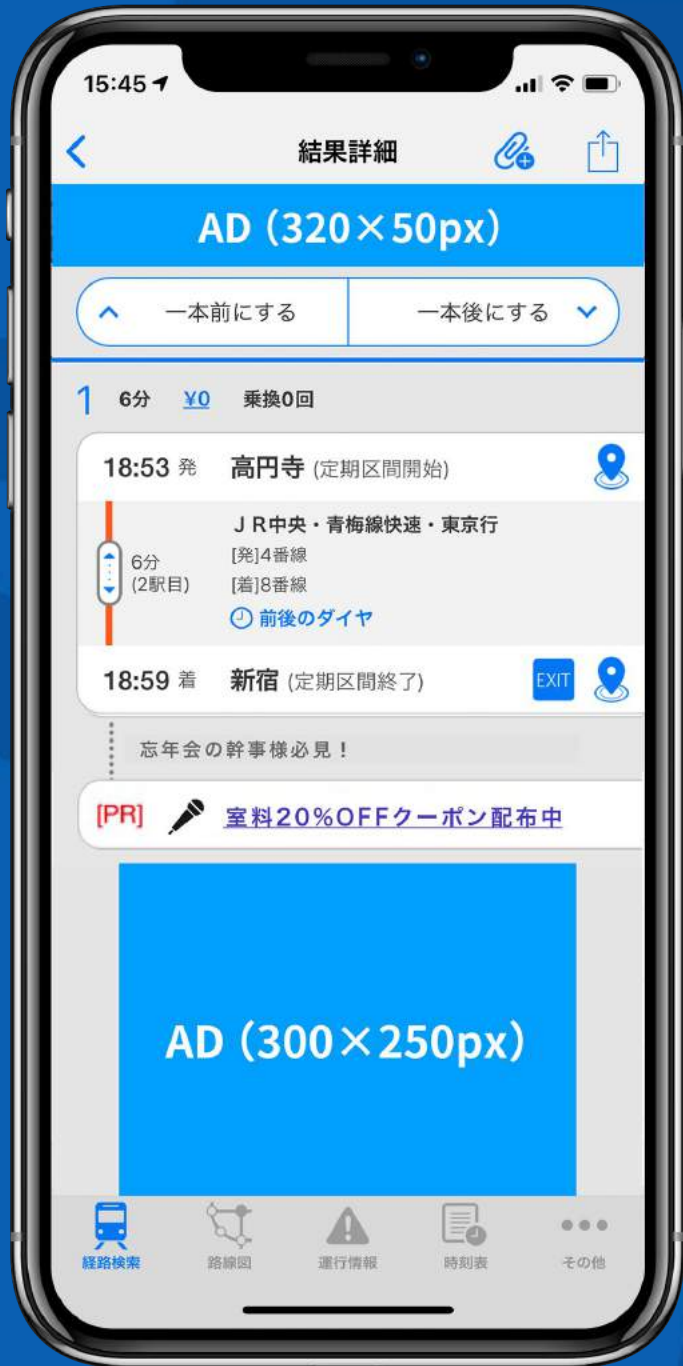 15:45
結果詳細
AD（320×50px）
一本前にする 一本後にする
1 6分 ¥0 乗換0回
18:53 発 高円寺 (定期区間開始)
ＪＲ中央・青梅線快速・東京行
6分 [発]4番線
(2駅目) [着]8番線
前後のダイヤ
18:59 着 新宿 (定期区間終了) EXIT
忘年会の幹事様必見！
[PR] 室料20%OFFクーポン配布中
AD（300×250px）
経路検索 路線図 運行情報 時刻表 その他